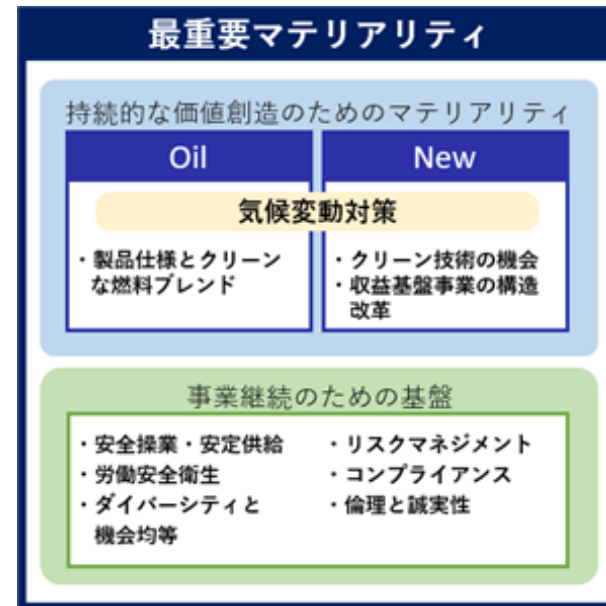 最重要マテリアリティ
持続的な価値創造のためのマテリアリティ
Oil
New
気候変動対策
・製品仕様とクリーン
な燃料ブレンド
・クリーン技術の機会
・収益基盤事業の構造
改革
事業継続のための基盤
・安全操業・安定供給
・労働安全衛生
・ダイバーシティと
機会均等
・リスクマネジメント
・コンプライアンス
・倫理と誠実性